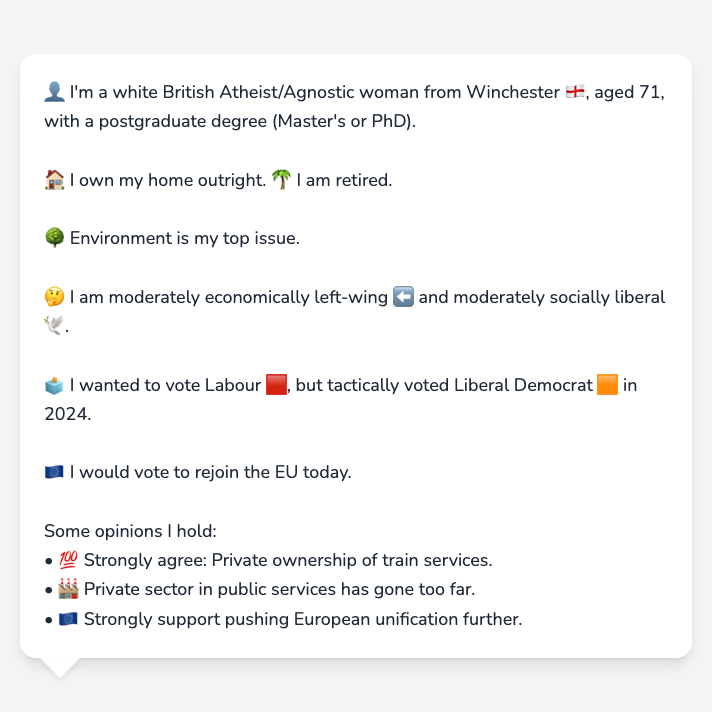 👤 I'm a white British Atheist/Agnostic woman from Winchester 🏴󠁧󠁢󠁥󠁮󠁧󠁿, aged 71,
with a postgraduate degree (Master's or PhD).
🏠 I own my home outright. 🌴 I am retired.
🌳 Environment is my top issue.
🤔 I am moderately economically left-wing ⬅️ and moderately socially liberal
🕊️.
🗳️ I wanted to vote Labour 🟥, but tactically voted Liberal Democrat 🟧 in
2024.
🇪🇺 I would vote to rejoin the EU today.
Some opinions I hold:
• 💯 Strongly agree: Private ownership of train services.
• 🏭 Private sector in public services has gone too far.
• 🇪🇺 Strongly support pushing European unification further.